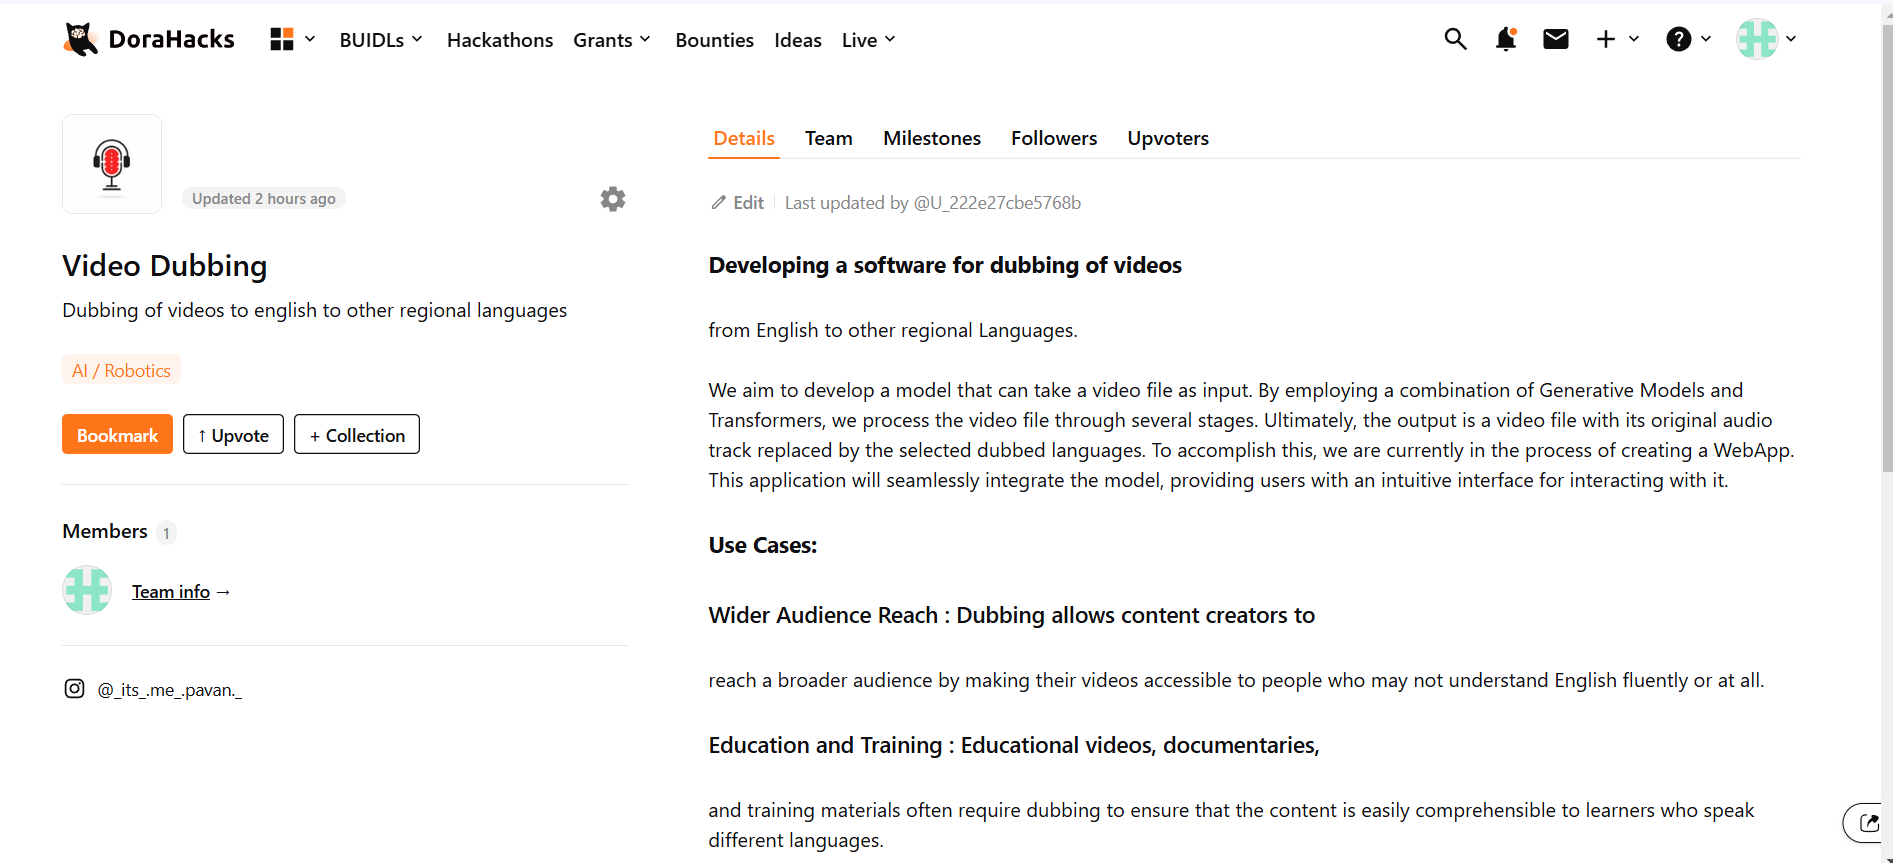 DoraHacks BUIDLs Hackathons Grants Bounties Ideas Live
Updated 2 hours ago
Video Dubbing
Dubbing of videos to english to other regional languages
AI / Robotics
Bookmark ↑ Upvote + Collection
Members 1
Team info →
@_its_.me_.pavan._
Details Team Milestones Followers Upvoters
Edit Last updated by @U_222e27cbe5768b
Developing a software for dubbing of videos
from English to other regional Languages.
We aim to develop a model that can take a video file as input. By employing a combination of Generative Models and
Transformers, we process the video file through several stages. Ultimately, the output is a video file with its original audio
track replaced by the selected dubbed languages. To accomplish this, we are currently in the process of creating a WebApp.
This application will seamlessly integrate the model, providing users with an intuitive interface for interacting with it.
Use Cases:
Wider Audience Reach : Dubbing allows content creators to
reach a broader audience by making their videos accessible to people who may not understand English fluently or at all.
Education and Training : Educational videos, documentaries,
and training materials often require dubbing to ensure that the content is easily comprehensible to learners who speak
different languages.